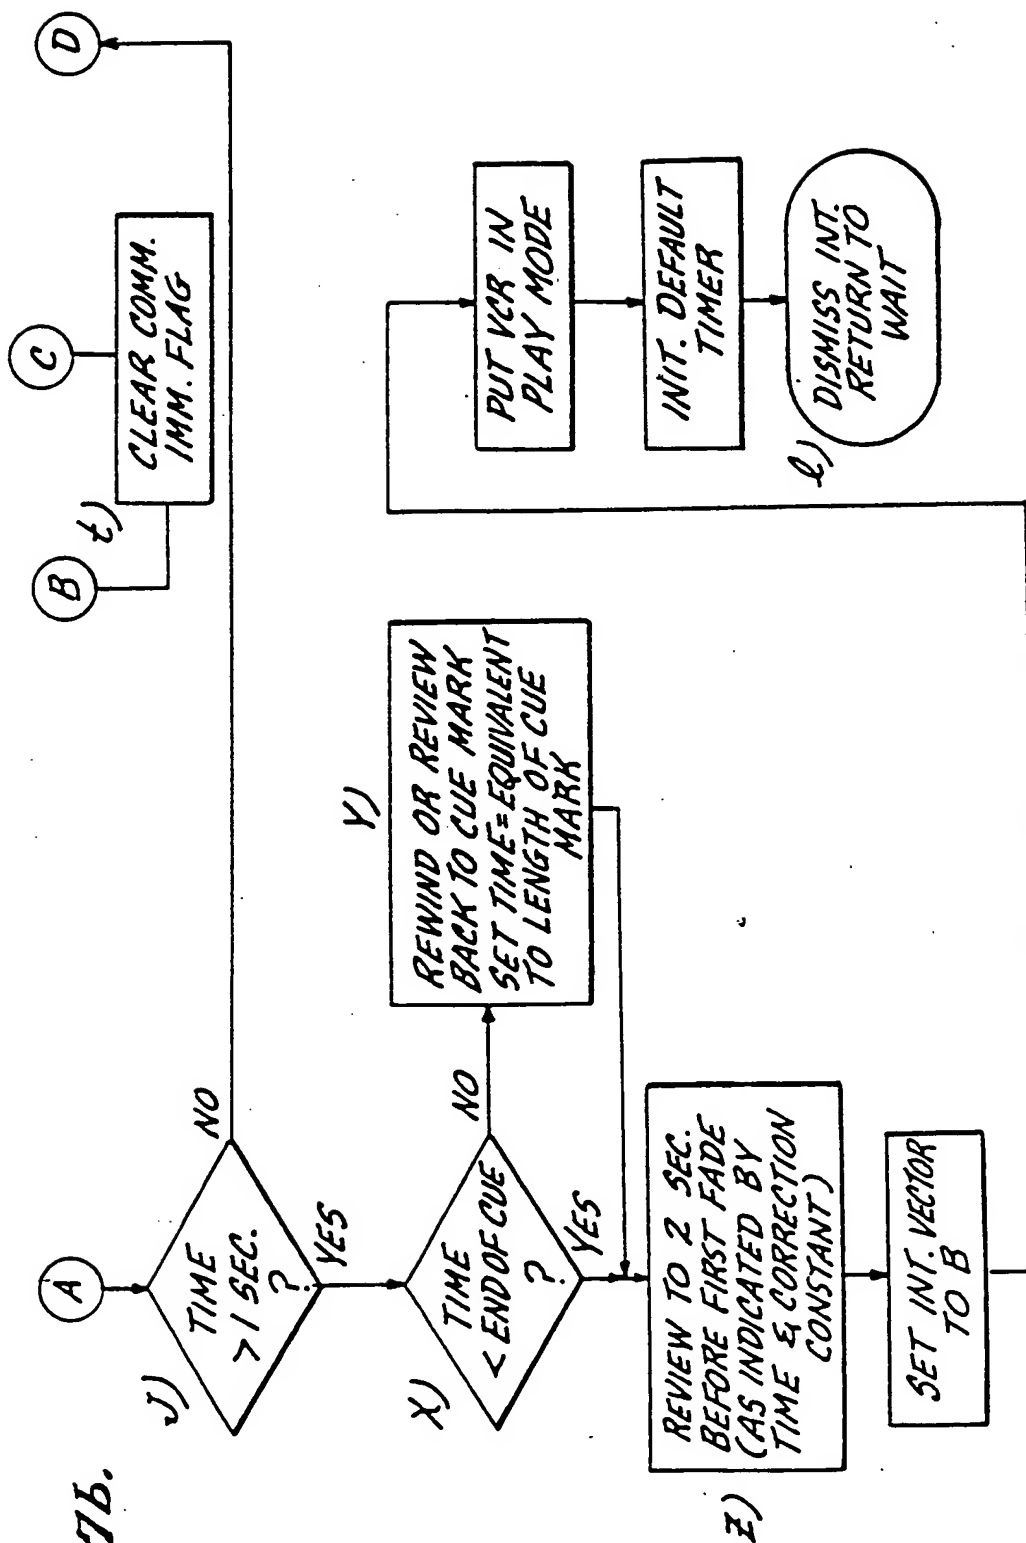 7b.
A
J)
TIME
> 1 SEC.
?
NO
YES
X)
TIME
< END OF CUE
?
NO
YES
Y)
REWIND OR REVIEW
BACK TO CUE MARK
SET TIME=EQUIVALENT
TO LENGTH OF CUE
MARK
Z)
REVIEW TO 2 SEC.
BEFORE FIRST FADE
(AS INDICATED BY
TIME & CORRECTION
CONSTANT)
SET INT. VECTOR
TO B
B
t)
C
CLEAR COMM.
IMM. FLAG
D
PUT VCR IN
PLAY MODE
INIT. DEFAULT
TIMER
l)
DISMISS INT.
RETURN TO
WAIT